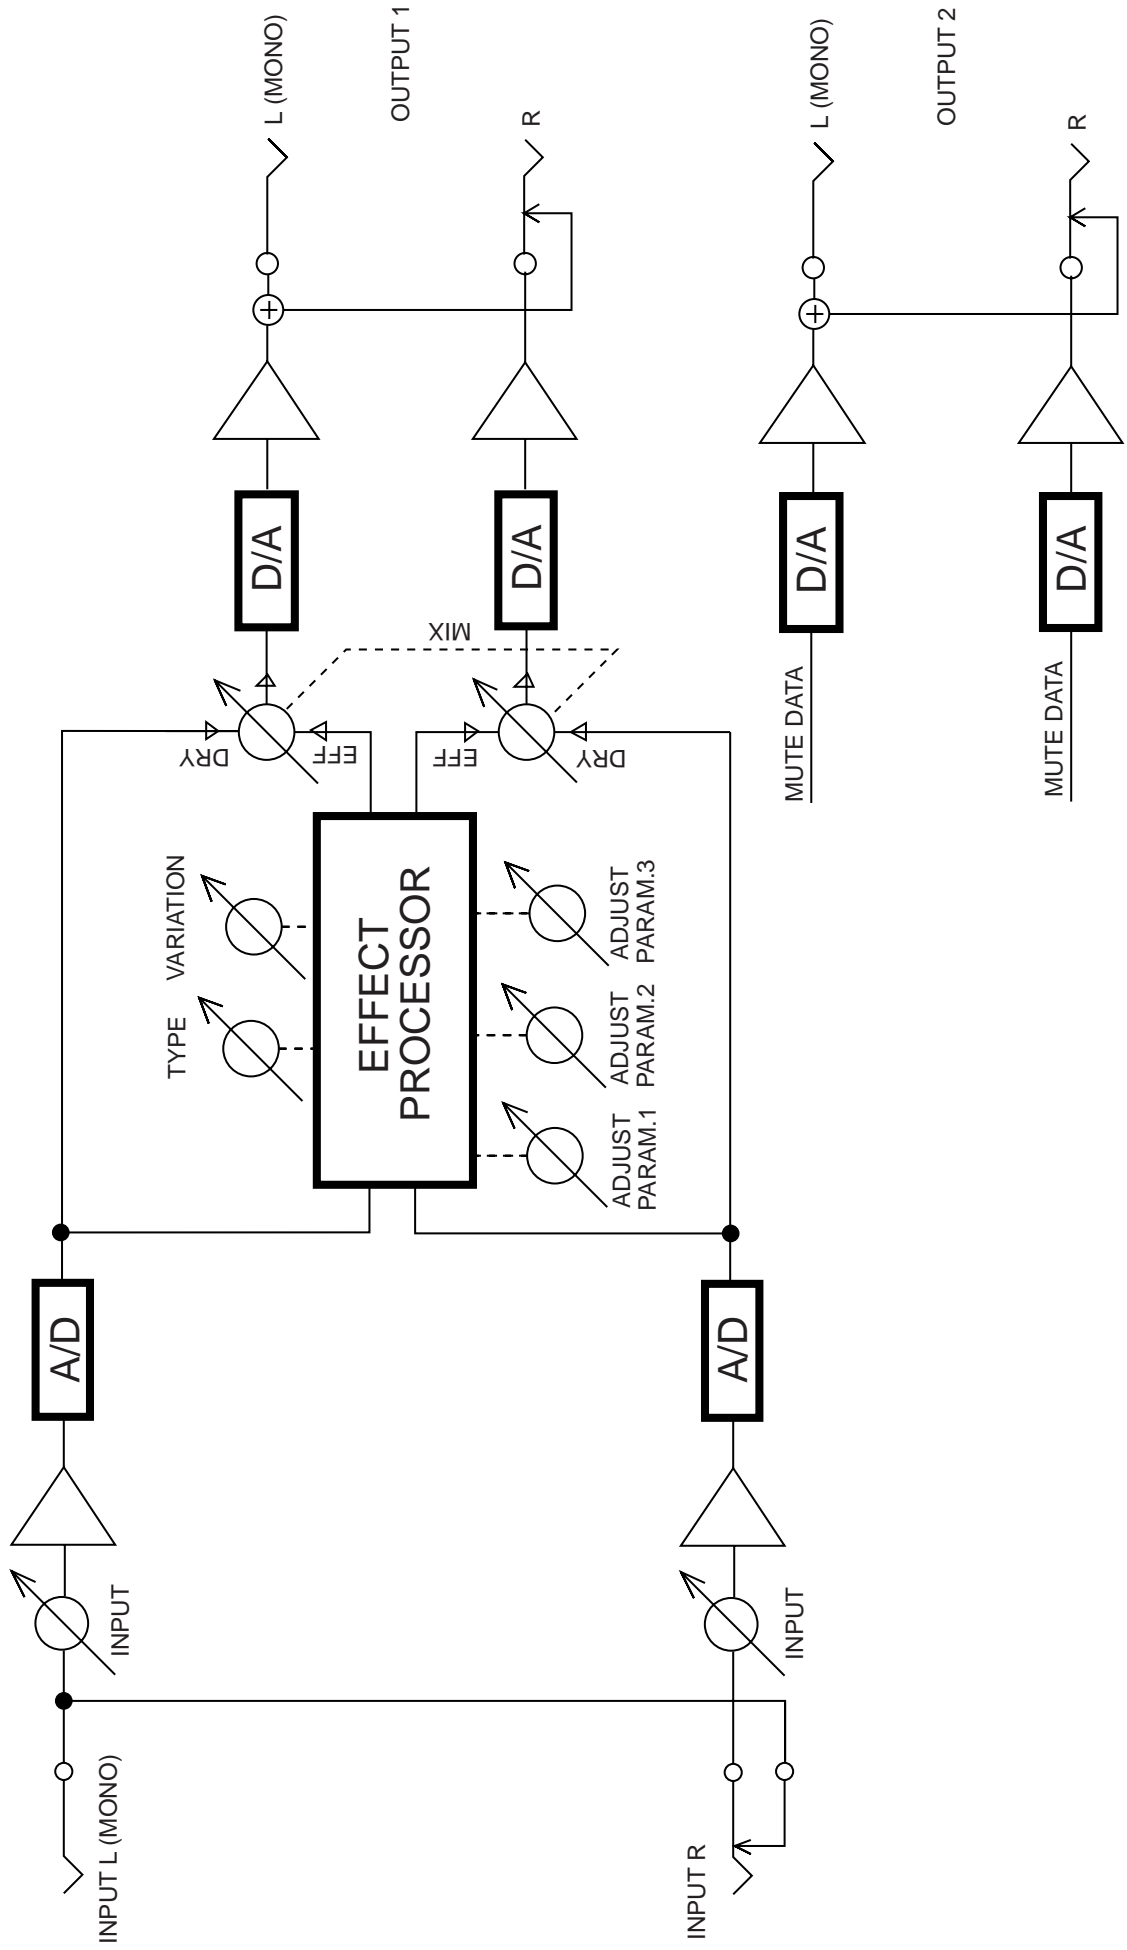 INPUT L (MONO)
INPUT
A/D
TYPE
VARIATION
EFFECT
PROCESSOR
ADJUST
PARAM.1
ADJUST
PARAM.2
ADJUST
PARAM.3
DRY
EFF
EFF
DRY
MIX
D/A
D/A
L (MONO)
OUTPUT 1
R
INPUT R
INPUT
A/D
MUTE DATA
D/A
L (MONO)
OUTPUT 2
MUTE DATA
D/A
R